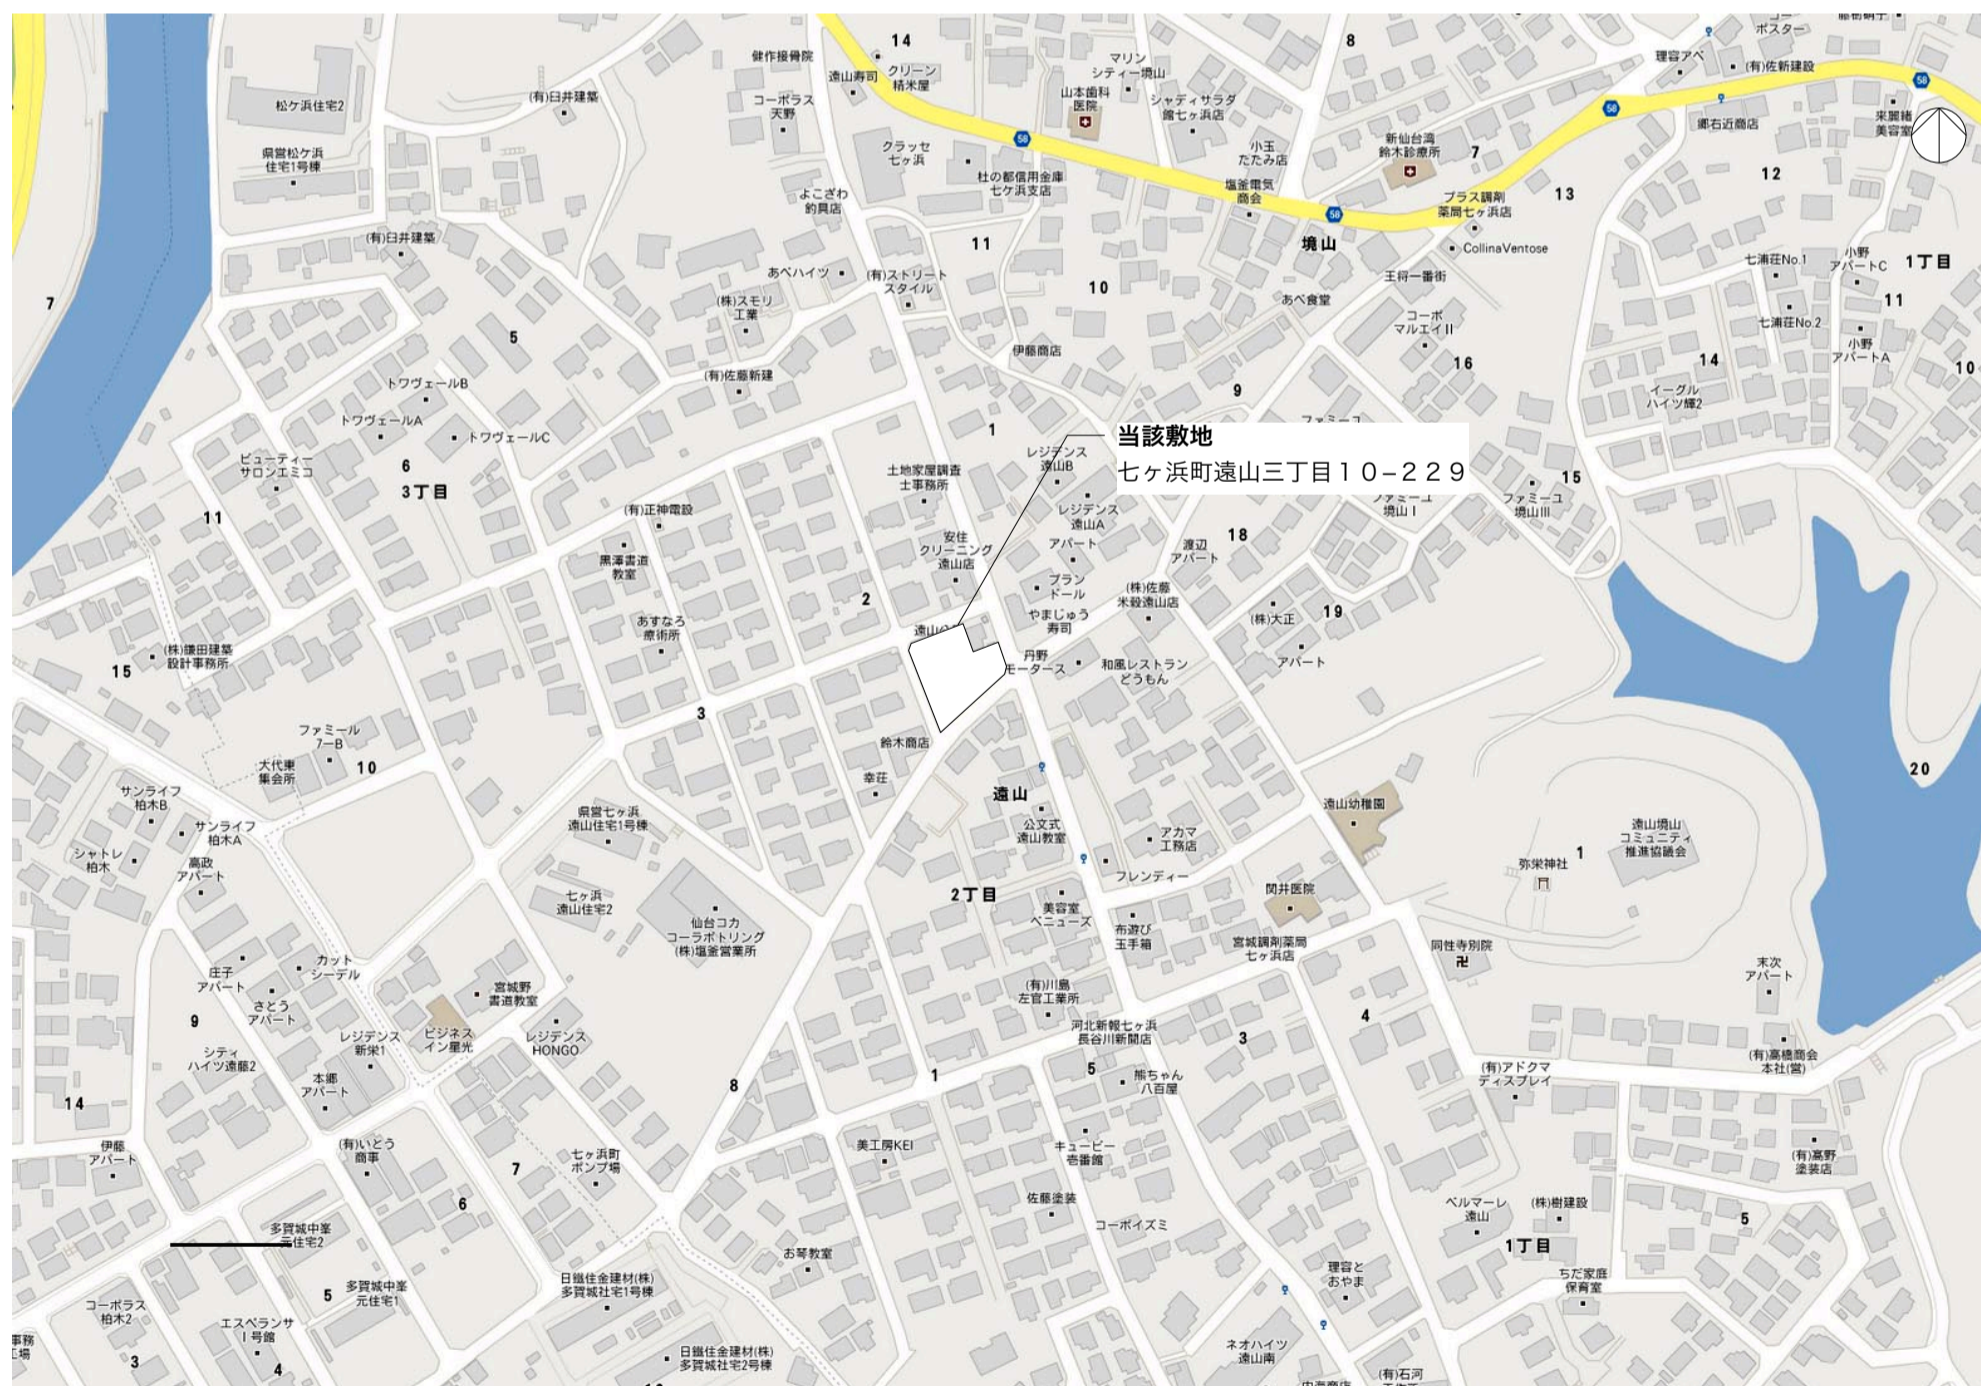 14
8
健作接骨院
遠山寿司
クリーン
精米屋
マリン
シティー境山
理容アベ
ポスター
(有)佐新建設
58
松ケ浜住宅2
(有)臼井建築
コーポラス
天野
山本歯科
医院
シャディサラダ
館七ヶ浜店
58
郷右近商店
来麗緒
美容室
県営松ケ浜
住宅1号棟
クラッセ
七ヶ浜
58
杜の都信用金庫
七ケ浜支店
小玉
たたみ店
新仙台湾
鈴木診療所
7
13
12
よこざわ
釣具店
塩釜電気
商会
58
プラス調剤
薬局七ヶ浜店
(有)臼井建築
11
境山
CollinaVentose
7
あべハイツ
(有)ストリート
スタイル
10
王将一番街
七浦荘No.1
小野
アパートC
1丁目
11
(株)スモリ
工業
あべ食堂
コーポ
マルエイII
七浦荘No.2
5
伊藤商店
小野
アパートA
16
14
10
トワヴェールB
(有)佐藤新建
9
イーグル
ハイツ輝2
トワヴェールA
トワヴェールC
1
ファミーユ
当該敷地
七ヶ浜町遠山三丁目１０−２２９
ビューティー
サロンエミコ
6
3丁目
土地家屋調査
士事務所
レジデンス
遠山B
15
11
(有)正神電設
レジデンス
遠山A
ファミーユ
境山Ⅰ
ファミーユ
境山Ⅲ
黒澤書道
教室
安住
クリーニング
遠山店
アパート
渡辺
アパート
18
2
ブラン
ドール
(株)佐藤
米穀遠山店
あすなろ
療術所
やまじゅう
寿司
(株)大正
19
遠山
15
(株)鎌田建築
設計事務所
丹野
モータース
和風レストラン
どうもん
アパート
3
ファミール
7−B
鈴木商店
大代東
集会所
10
幸荘
遠山
20
サンライフ
柏木B
サンライフ
柏木A
県営七ヶ浜
遠山住宅1号棟
公文式
遠山教室
アカマ
工務店
遠山幼稚園
遠山境山
コミュニティ
推進協議会
シャトレ
柏木
高政
アパート
フレンディー
弥栄神社
1
七ヶ浜
遠山住宅2
2丁目
美容室
ベニューズ
関井医院
仙台コカ
コーラボトリング
(株)塩釜営業所
布遊び
玉手箱
宮城調剤薬局
七ヶ浜店
同性寺別院
卍
カット
シーデル
庄子
アパート
末次
アパート
さとう
アパート
宮城野
書道教室
(有)川島
左官工業所
9
レジデンス
新栄1
ビジネス
イン星光
レジデンス
HONGO
河北新報七ヶ浜
長谷川新聞店
3
4
シティ
ハイツ遠藤2
(有)高橋商会
本社(営)
14
本郷
アパート
8
1
5
熊ちゃん
八百屋
(有)アドクマ
ディスプレイ
伊藤
アパート
(有)いとう
商事
7
七ヶ浜町
ポンプ場
美工房KEI
キューピー
壱番館
(有)高野
塗装店
6
佐藤塗装
コーポイズミ
ベルマーレ
遠山
(株)樹建設
5
多賀城中峯
元住宅2
お琴教室
1丁目
コーポラス
柏木2
5
多賀城中峯
元住宅1
日鐵住金建材(株)
多賀城社宅1号棟
理容と
おやま
ちだ家庭
保育室
エスペランサ
Ⅰ号館
3
4
日鐵住金建材(株)
多賀城社宅2号棟
ネオハイツ
遠山南
(有)石河